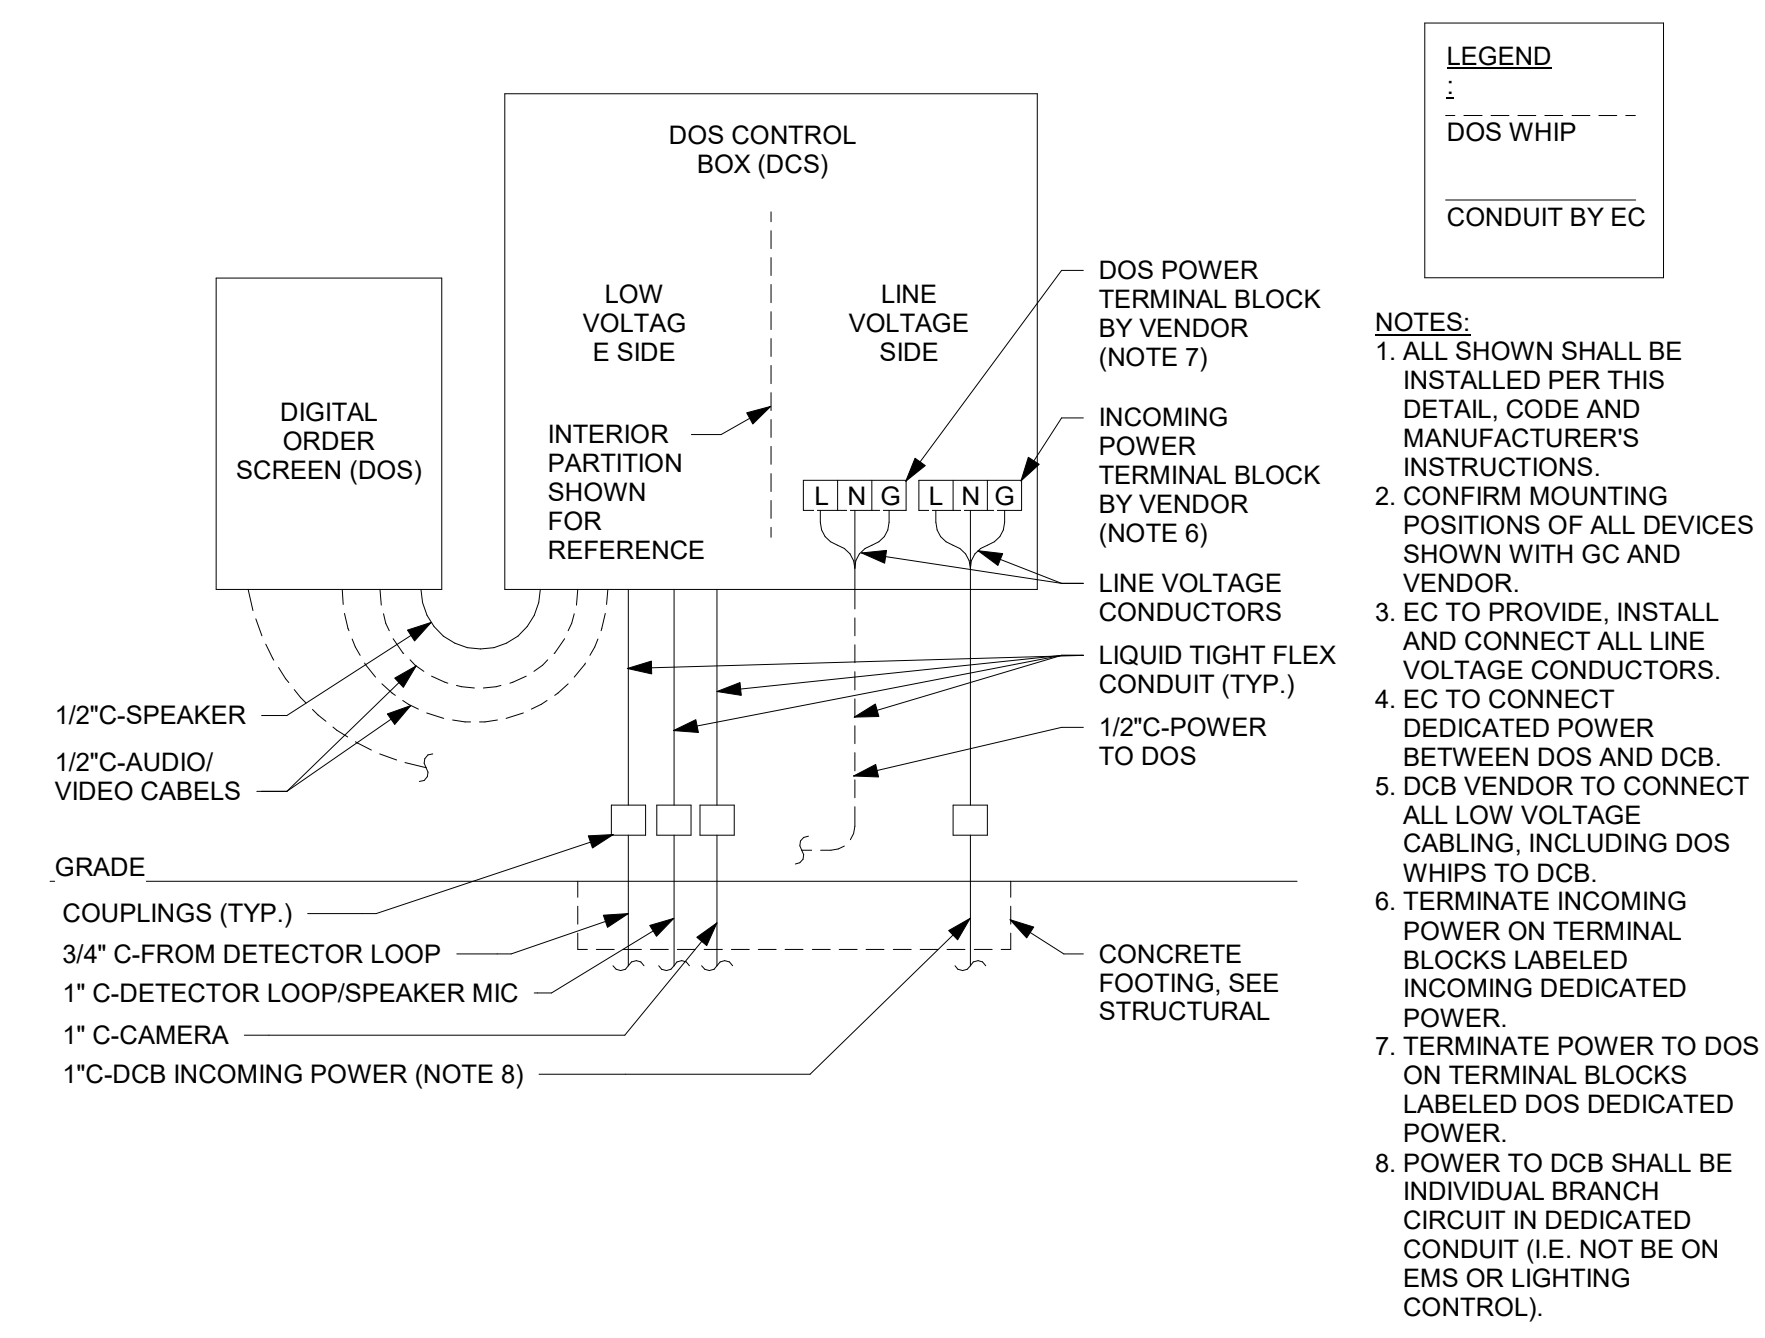 LEGEND
:
DOS WHIP
CONDUIT BY EC
DOS CONTROL
BOX (DCS)
LOW
VOLTAG
E SIDE
LINE
VOLTAGE
SIDE
DIGITAL
ORDER
SCREEN (DOS)
INTERIOR
PARTITION
SHOWN
FOR
REFERENCE
L N G
L N G
DOS POWER
TERMINAL BLOCK
BY VENDOR
(NOTE 7)
INCOMING
POWER
TERMINAL BLOCK
BY VENDOR
(NOTE 6)
LINE VOLTAGE
CONDUCTORS
LIQUID TIGHT FLEX
CONDUIT (TYP.)
1/2"C-POWER
TO DOS
1/2"C-SPEAKER
1/2"C-AUDIO/
VIDEO CABELS
GRADE
COUPLINGS (TYP.)
3/4" C-FROM DETECTOR LOOP
1" C-DETECTOR LOOP/SPEAKER MIC
1" C-CAMERA
1"C-DCB INCOMING POWER (NOTE 8)
CONCRETE
FOOTING, SEE
STRUCTURAL
NOTES:
1. ALL SHOWN SHALL BE
INSTALLED PER THIS
DETAIL, CODE AND
MANUFACTURER'S
INSTRUCTIONS.
2. CONFIRM MOUNTING
POSITIONS OF ALL DEVICES
SHOWN WITH GC AND
VENDOR.
3. EC TO PROVIDE, INSTALL
AND CONNECT ALL LINE
VOLTAGE CONDUCTORS.
4. EC TO CONNECT
DEDICATED POWER
BETWEEN DOS AND DCB.
5. DCB VENDOR TO CONNECT
ALL LOW VOLTAGE
CABLING, INCLUDING DOS
WHIPS TO DCB.
6. TERMINATE INCOMING
POWER ON TERMINAL
BLOCKS LABELED
INCOMING DEDICATED
POWER.
7. TERMINATE POWER TO DOS
ON TERMINAL BLOCKS
LABELED DOS DEDICATED
POWER.
8. POWER TO DCB SHALL BE
INDIVIDUAL BRANCH
CIRCUIT IN DEDICATED
CONDUIT (I.E. NOT BE ON
EMS OR LIGHTING
CONTROL).